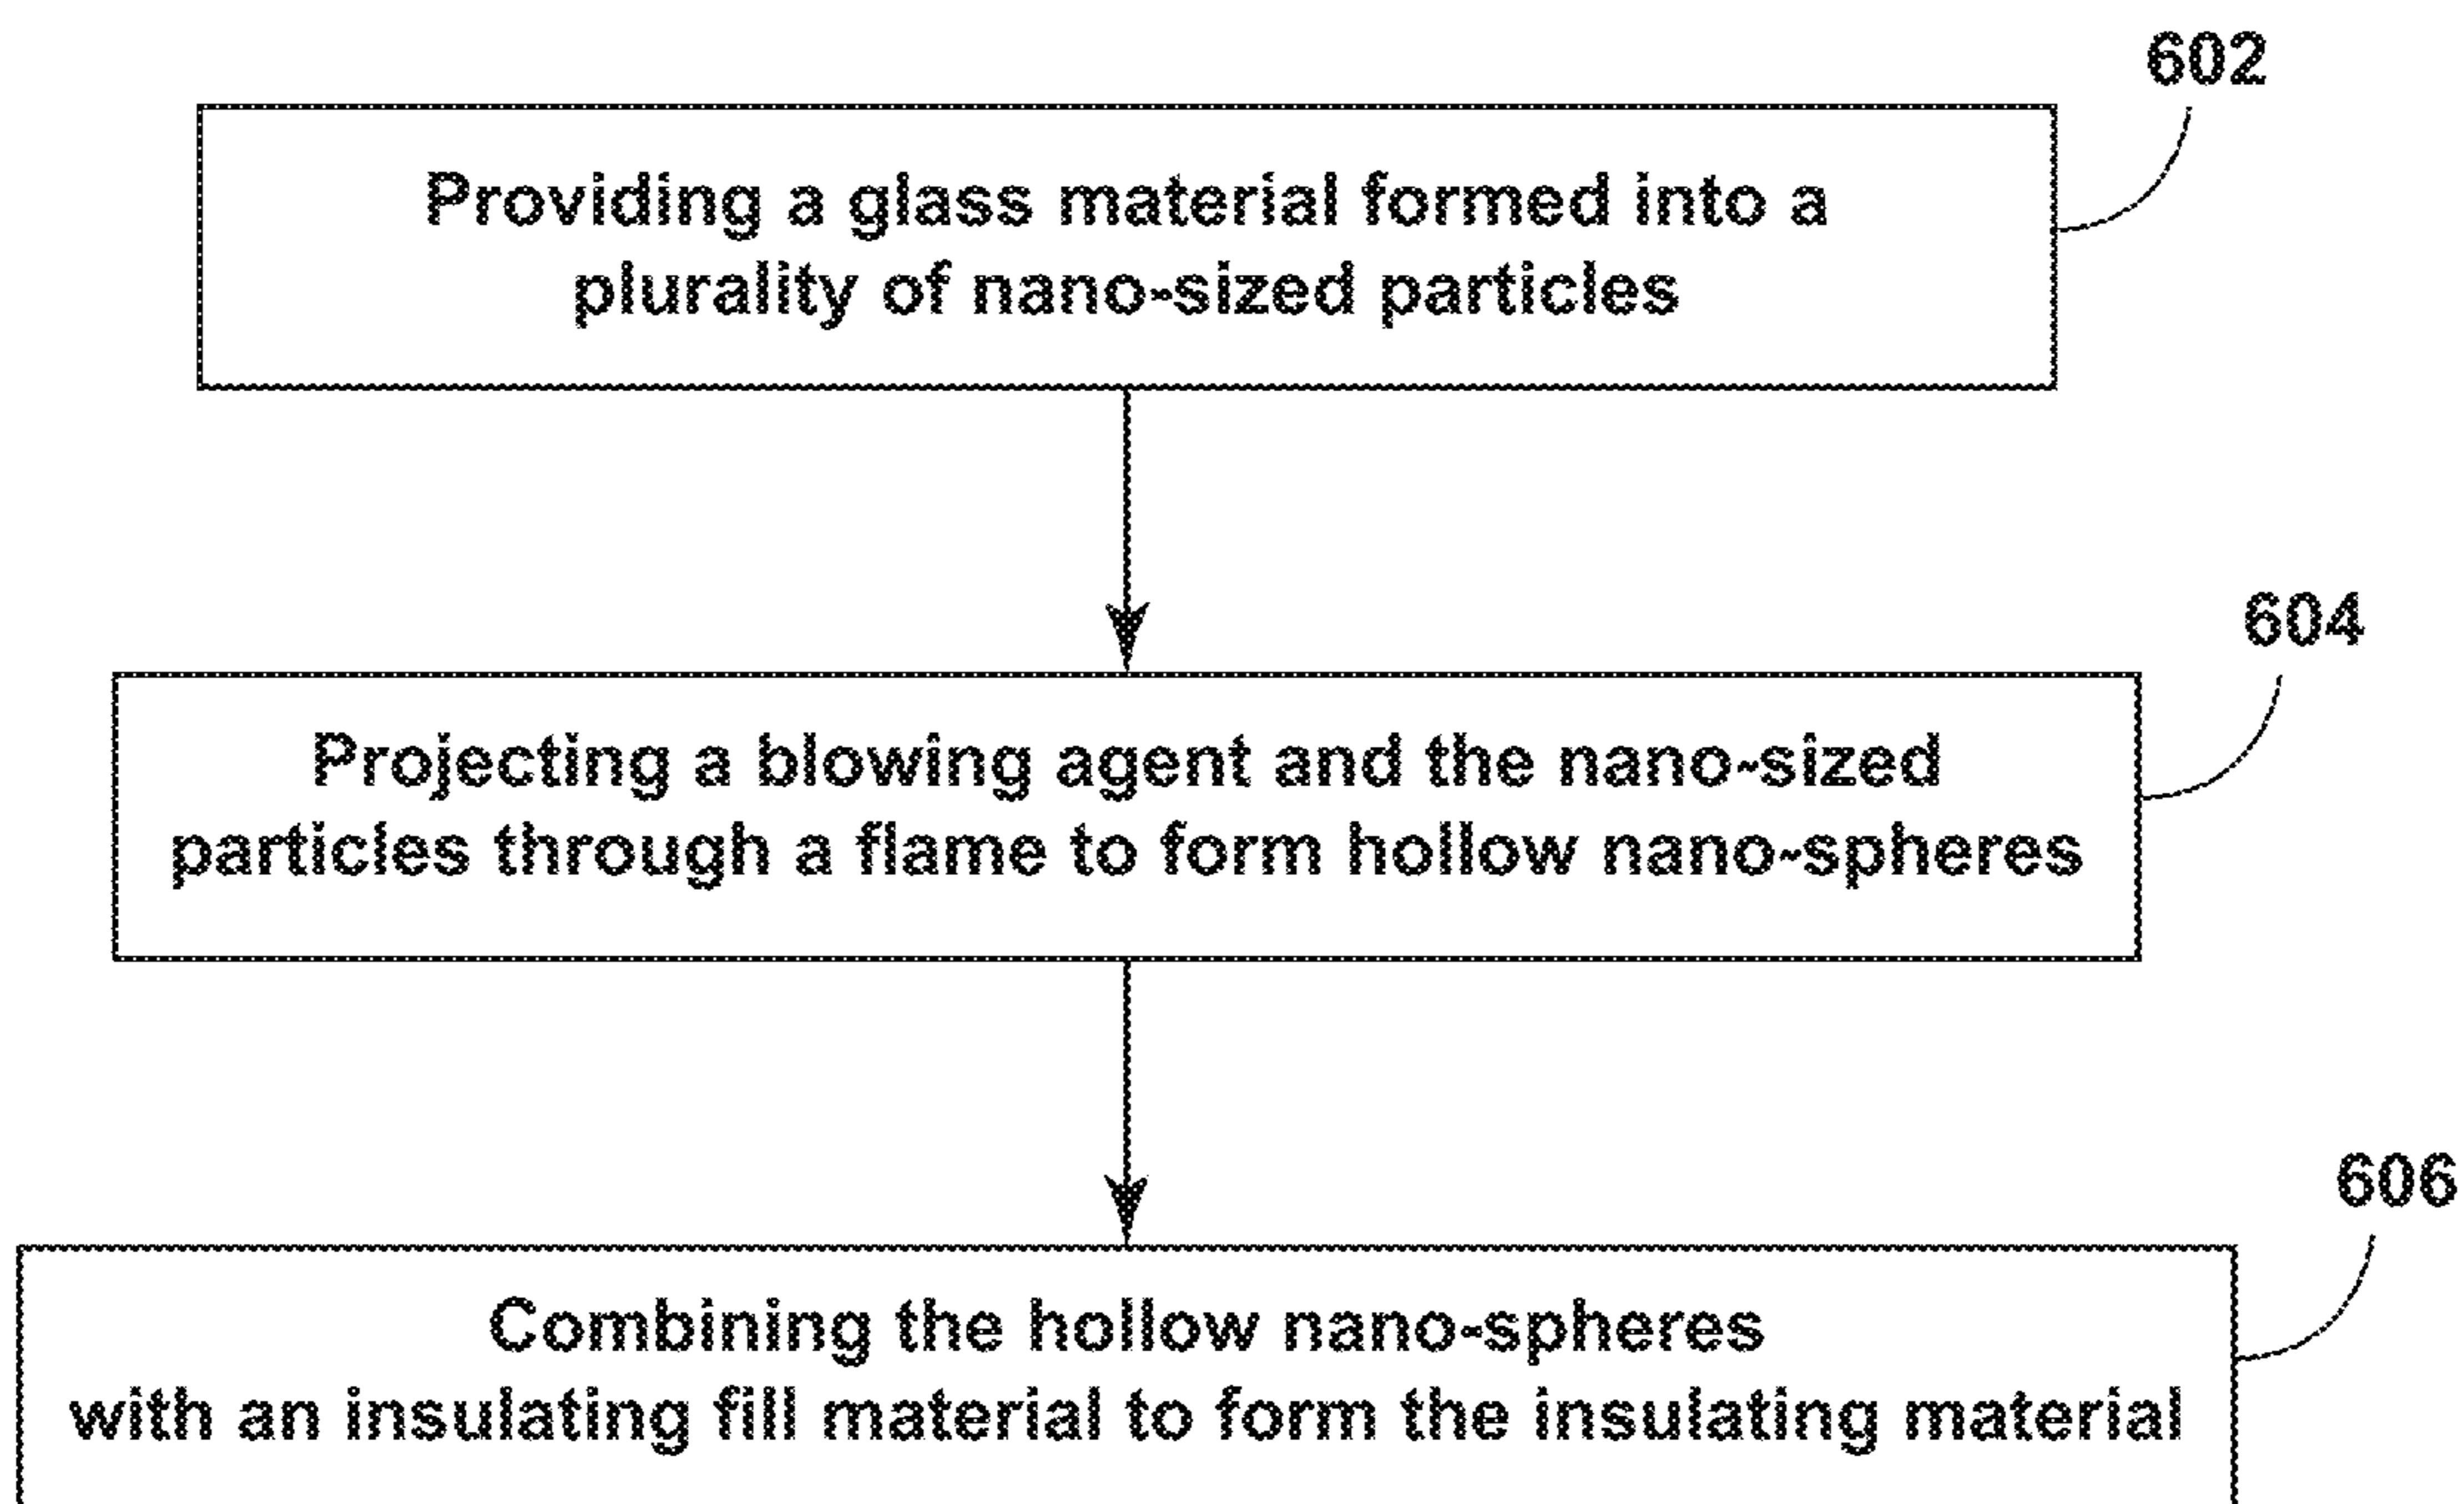 602
Providing a glass material formed into a
plurality of nano-sized particles
604
Projecting a blowing agent and the nano-sized
particles through a flame to form hollow nano-spheres
606
Combining the hollow nano-spheres
with an insulating fill material to form the insulating material